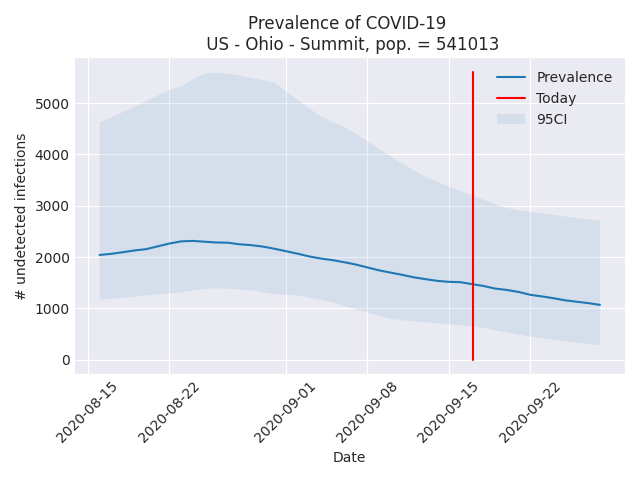 Prevalence of COVID-19
US - Ohio - Summit, pop. = 541013
Prevalence
Today
95CI
# undetected infections
5000
4000
3000
2000
1000
0
2020-08-15
2020-08-22
2020-09-01
2020-09-08
2020-09-15
2020-09-22
Date